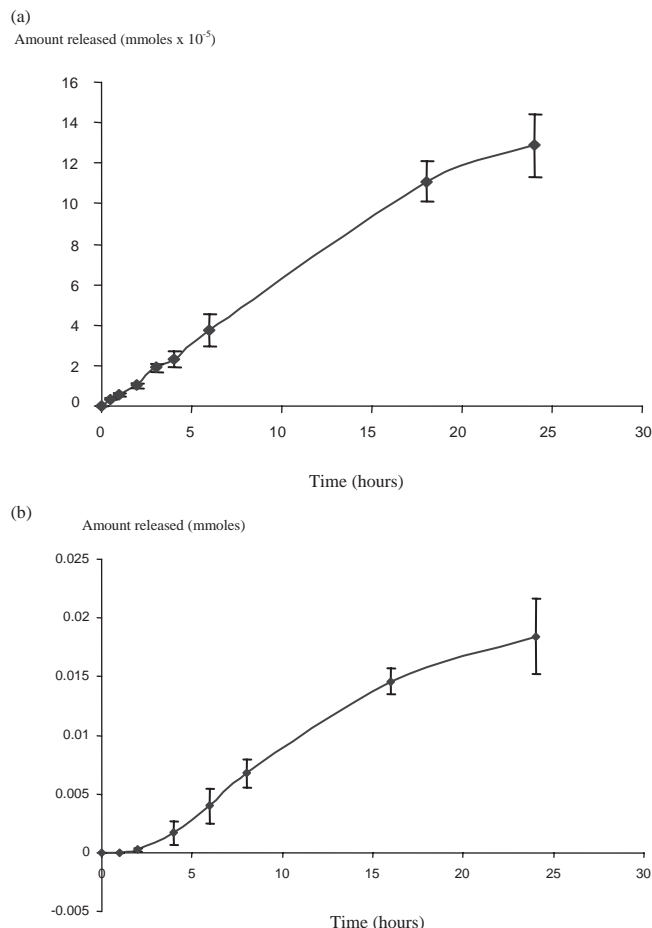 (a)
Amount released (mmoles x 10⁻⁵)
16
14
12
10
8
6
4
2
0
0 5 10 15 20 25 30
Time (hours)
(b)
Amount released (mmoles)
0.025
0.02
0.015
0.01
0.005
0
0 5 10 15 20 25 30
-0.005
Time (hours)